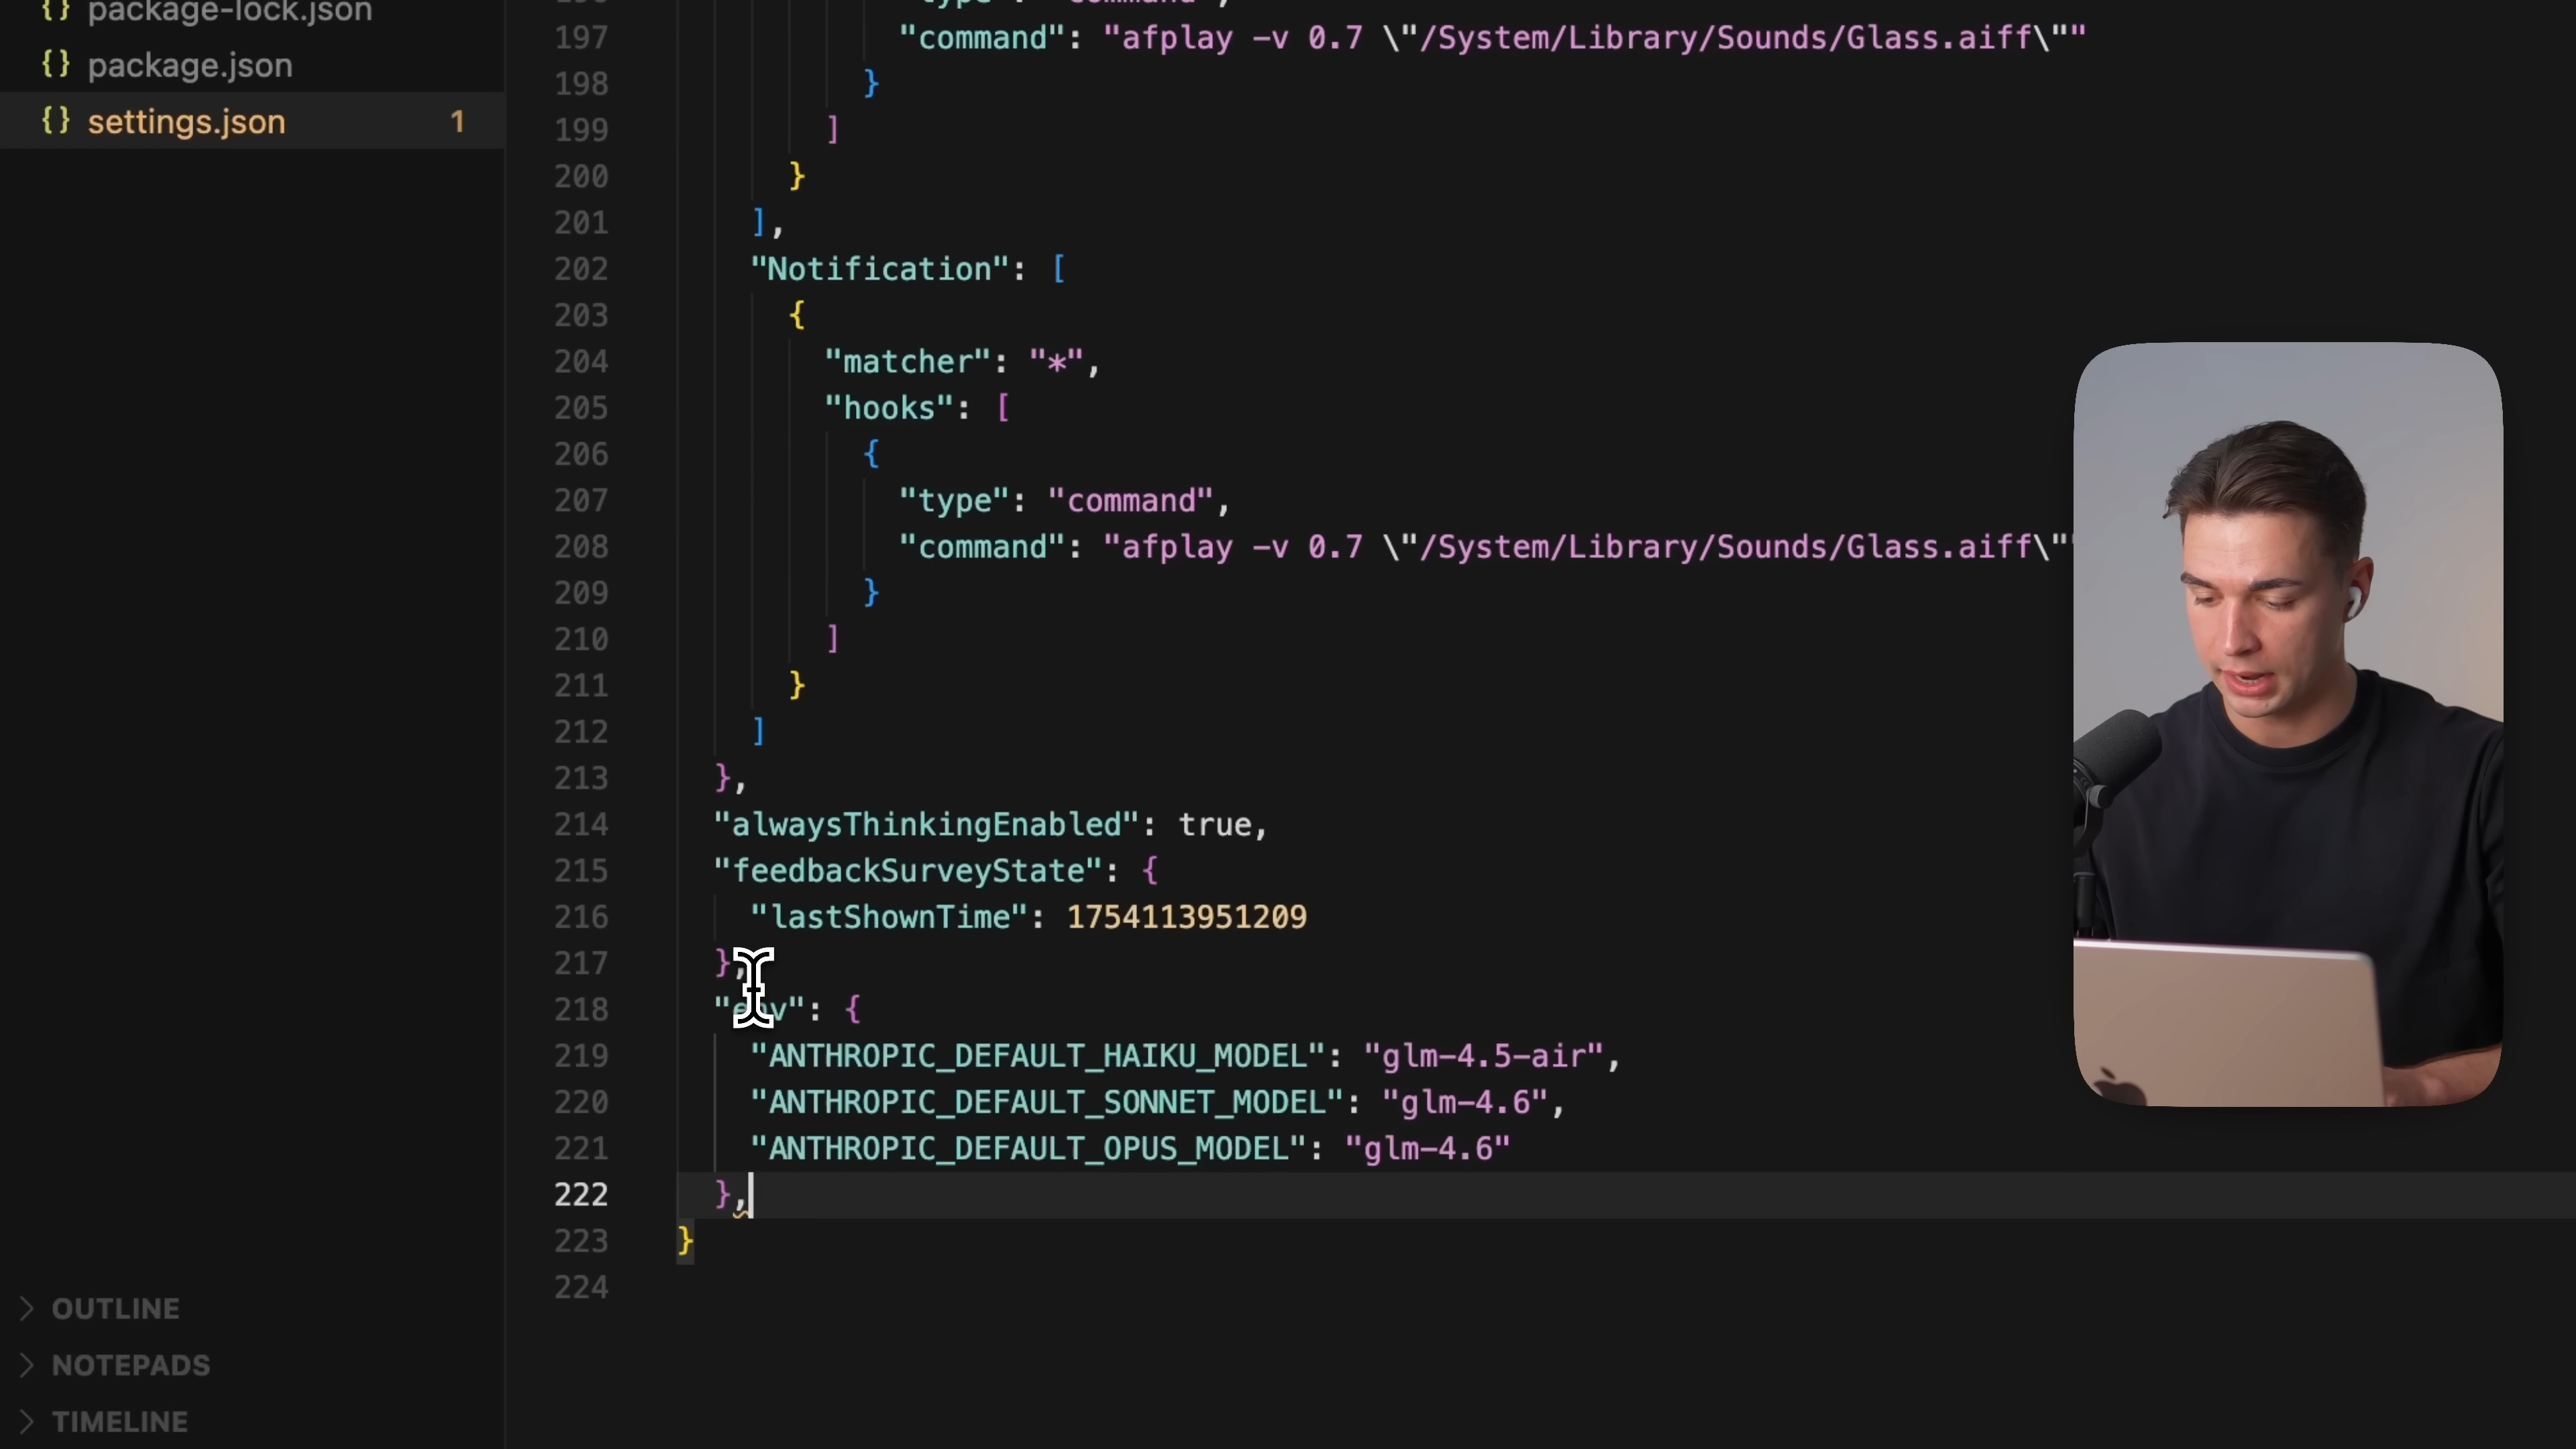 {} package-lock.json
{} package.json
{} settings.json 1
197 "command": "afplay -v 0.7 \"/System/Library/Sounds/Glass.aiff\""
198 }
199 ]
200 }
201 ],
202 "Notification": [
203 {
204 "matcher": "*",
205 "hooks": [
206 {
207 "type": "command",
208 "command": "afplay -v 0.7 \"/System/Library/Sounds/Glass.aiff\"
209 }
210 ]
211 }
212 ]
213 },
214 "alwaysThinkingEnabled": true,
215 "feedbackSurveyState": {
216 "lastShownTime": 1754113951209
217 },
218 "env": {
219 "ANTHROPIC_DEFAULT_HAIKU_MODEL": "glm-4.5-air",
220 "ANTHROPIC_DEFAULT_SONNET_MODEL": "glm-4.6",
221 "ANTHROPIC_DEFAULT_OPUS_MODEL": "glm-4.6"
222 },
223 }
224
OUTLINE
NOTEPADS
TIMELINE